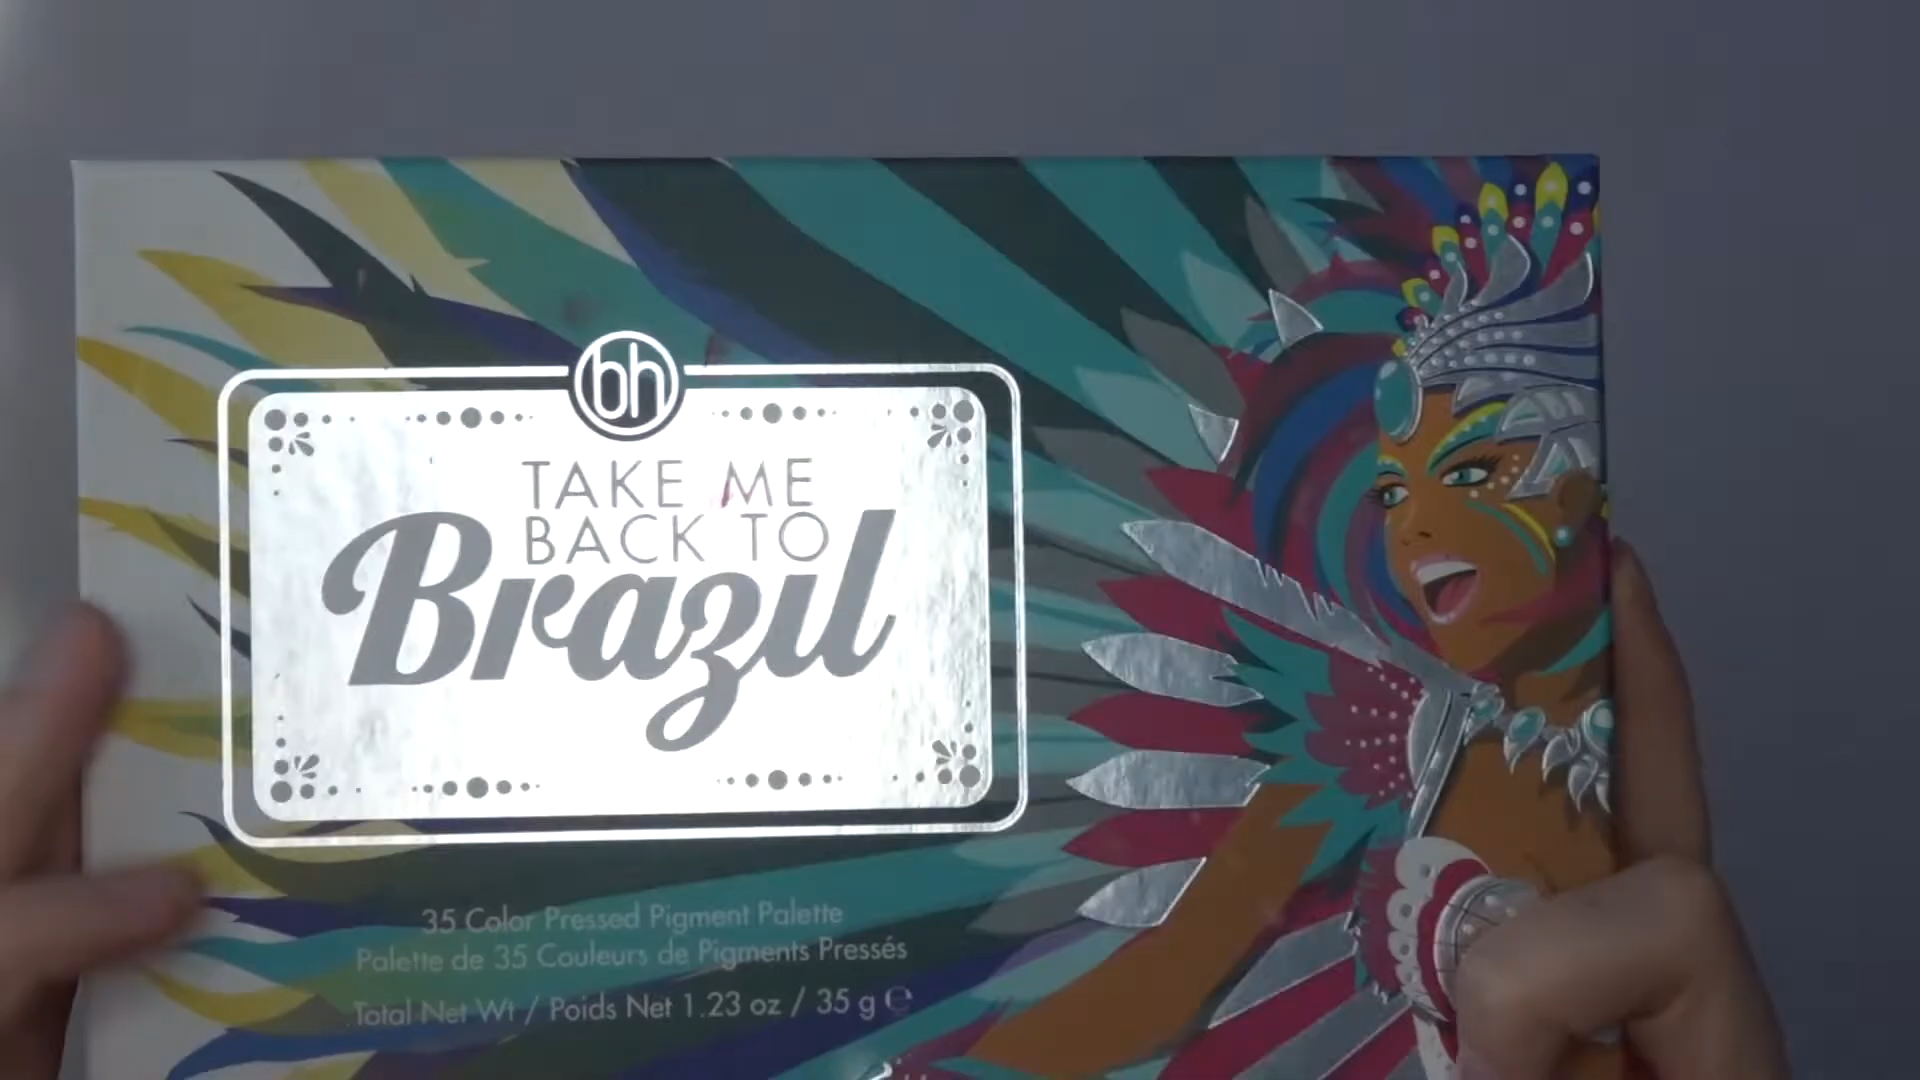 bh
TAKE ME
BACK TO
Brazil
35 Color Pressed Pigment Palette
Palette de 35 Couleurs de Pigments Pressés
Total Net Wt / Poids Net 1.23 oz / 35 g ℮